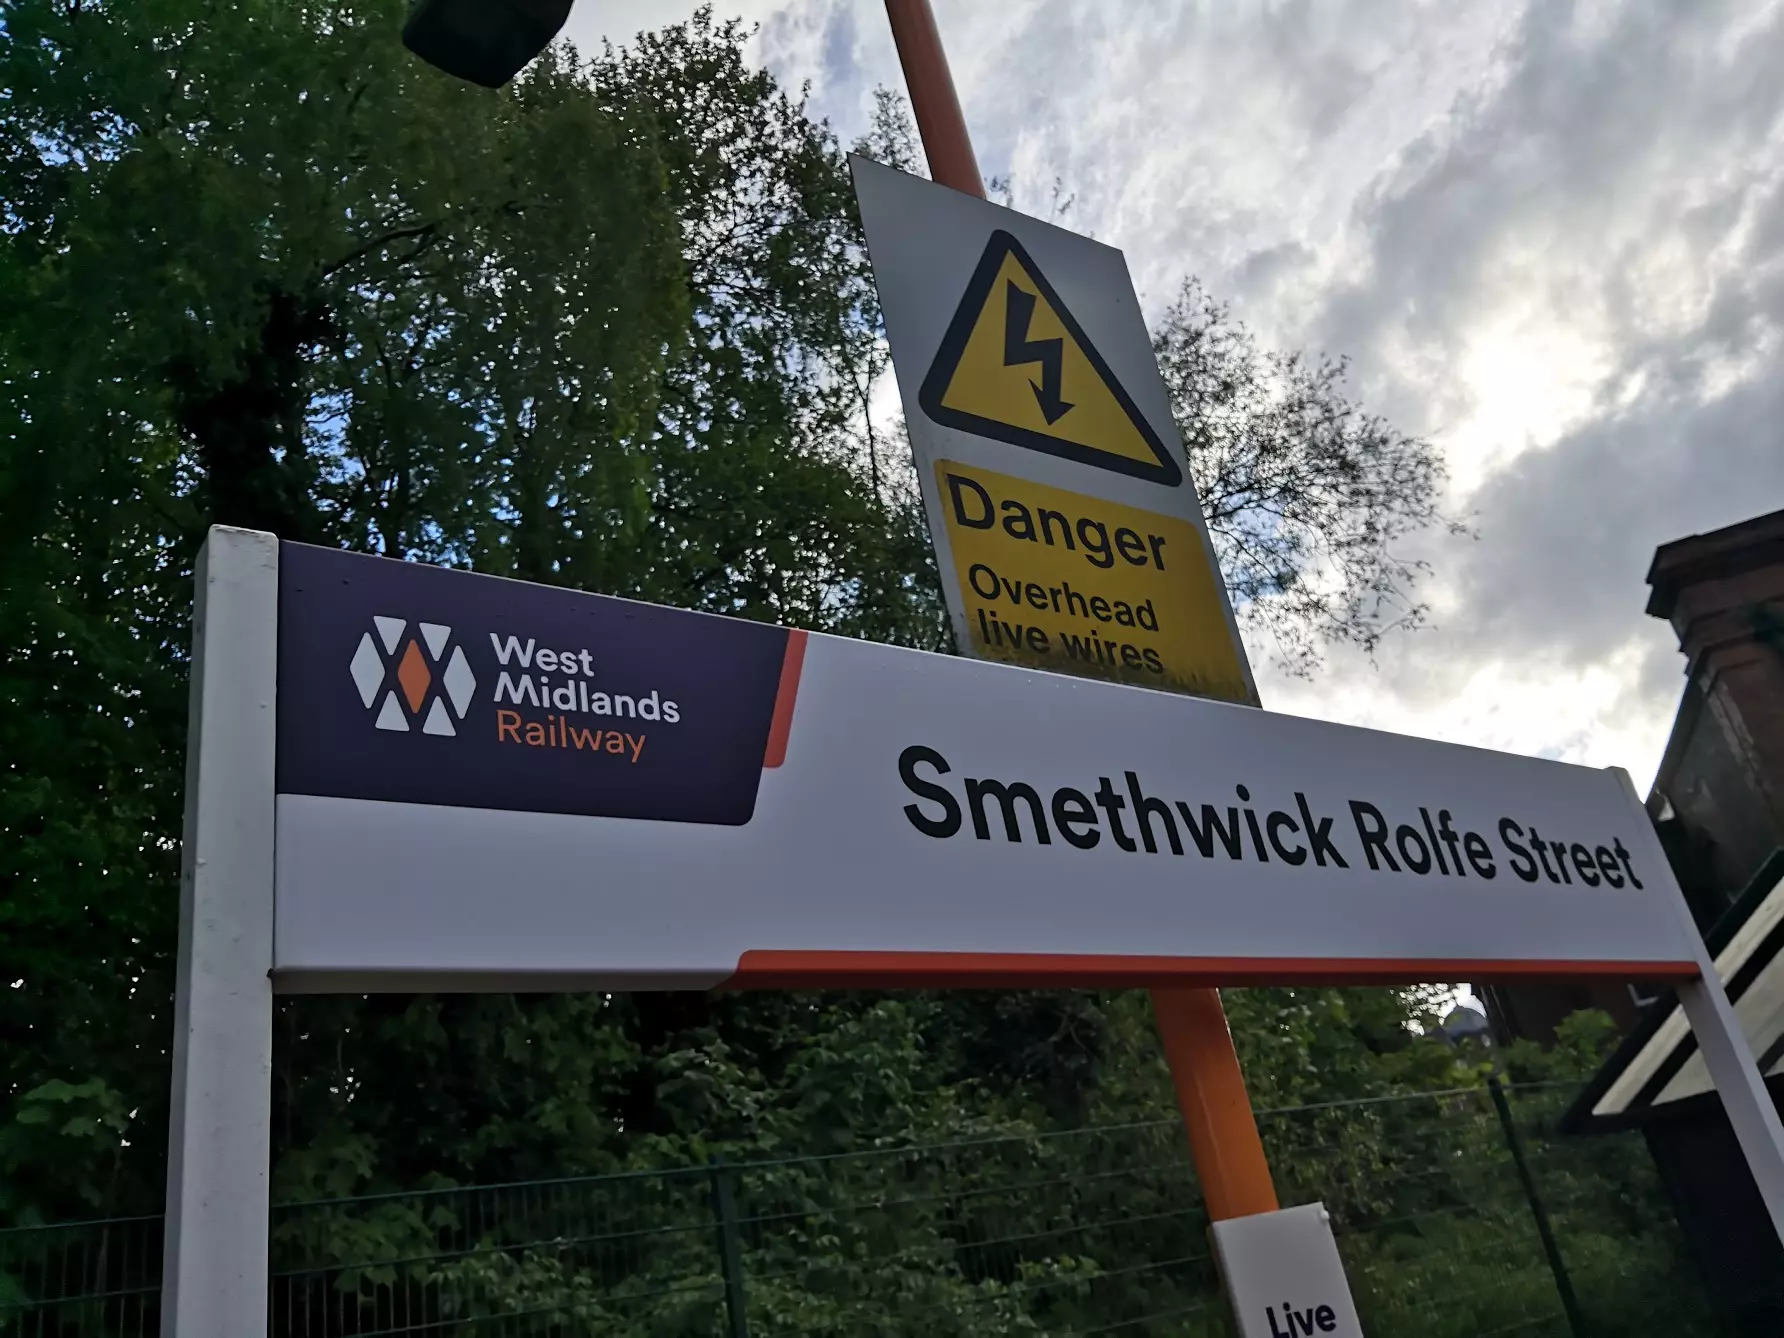 Danger
Overhead
live wires
West
Midlands
Railway
Smethwick Rolfe Street
Live